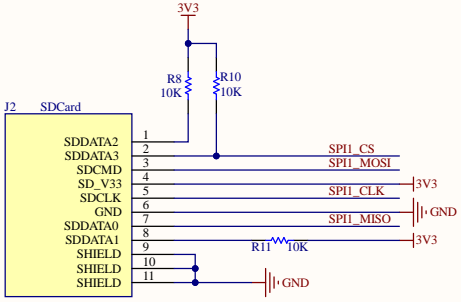 3V3
R8 R10
10K 10K
J2 SDCard
SDDATA2 1
SDDATA3 2 SPI1_CS
SDCMD 3 SPI1_MOSI
SD_V33 4 3V3
SDCLK 5 SPI1_CLK
GND 6 GND
SDDATA0 7 SPI1_MISO
SDDATA1 8 R11 10K 3V3
SHIELD 9
SHIELD 10
SHIELD 11 GND